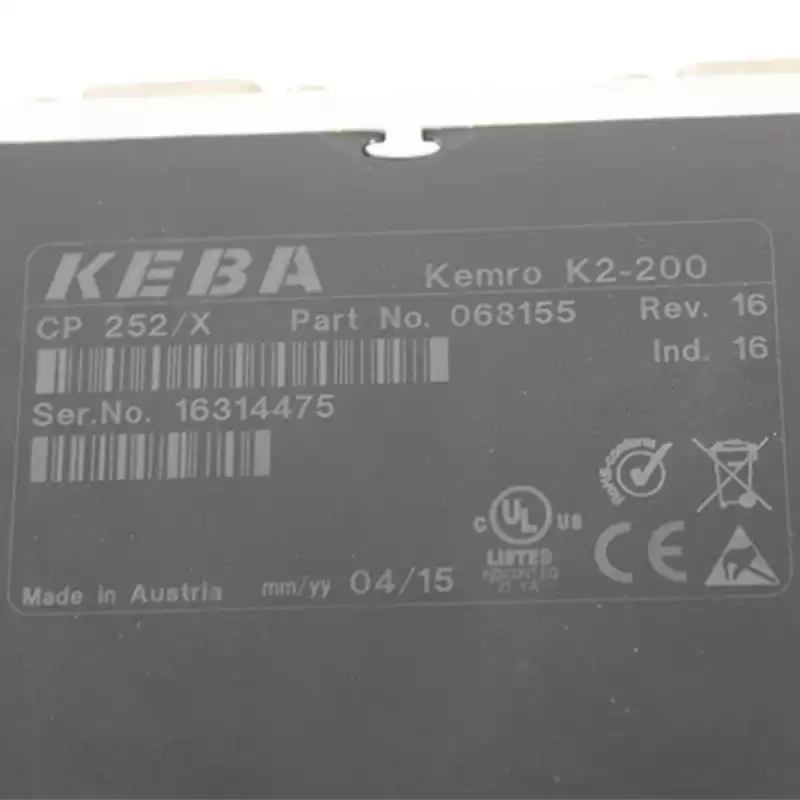 KEBA Kemro K2-200
CP 252/X Part No. 068155 Rev. 16
Ind. 16
Ser.No. 16314475
C UL US
LISTED
CE
Made in Austria mm/yy 04/15